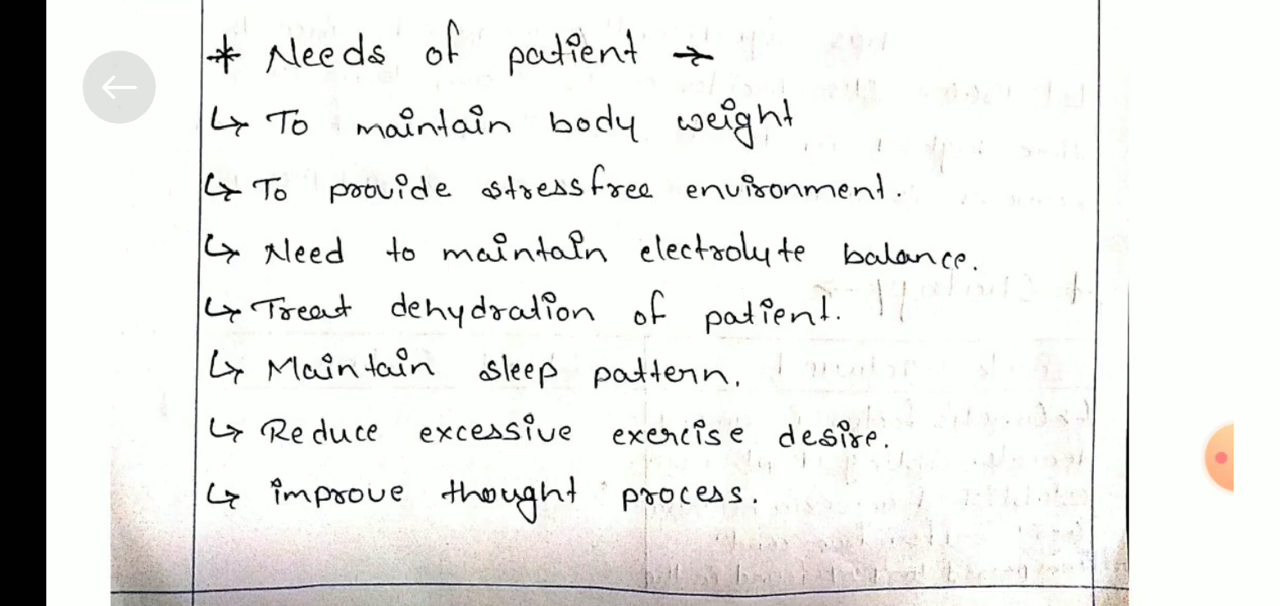 * Needs of patient →
↳ To maintain body weight
↳ To provide stressfree environment.
↳ Need to maintain electrolyte balance.
↳ Treat dehydration of patient.
↳ Maintain sleep pattern.
↳ Reduce excessive exercise desire.
↳ improve thought process.